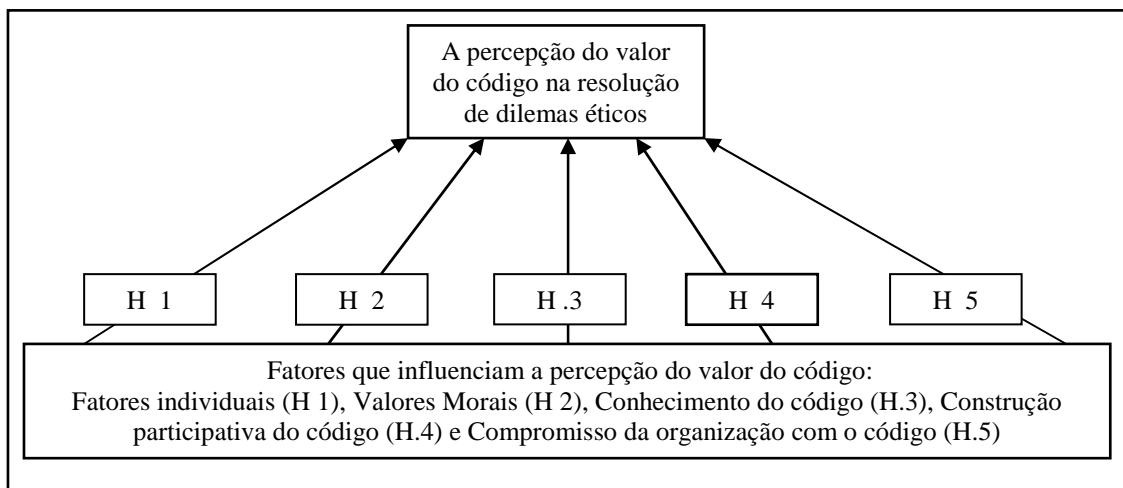 A percepção do valor
do código na resolução
de dilemas éticos
H 1
H 2
H .3
H 4
H 5
Fatores que influenciam a percepção do valor do código:
Fatores individuais (H 1), Valores Morais (H 2), Conhecimento do código (H.3), Construção
participativa do código (H.4) e Compromisso da organização com o código (H.5)